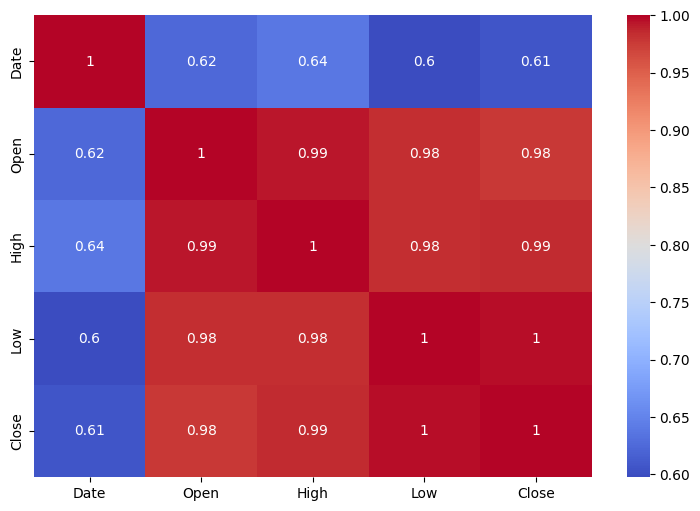 Date 1 0.62 0.64 0.6 0.61
Open 0.62 1 0.99 0.98 0.98
High 0.64 0.99 1 0.98 0.99
Low 0.6 0.98 0.98 1 1
Close 0.61 0.98 0.99 1 1
Date Open High Low Close
1.00
0.95
0.90
0.85
0.80
0.75
0.70
0.65
0.60